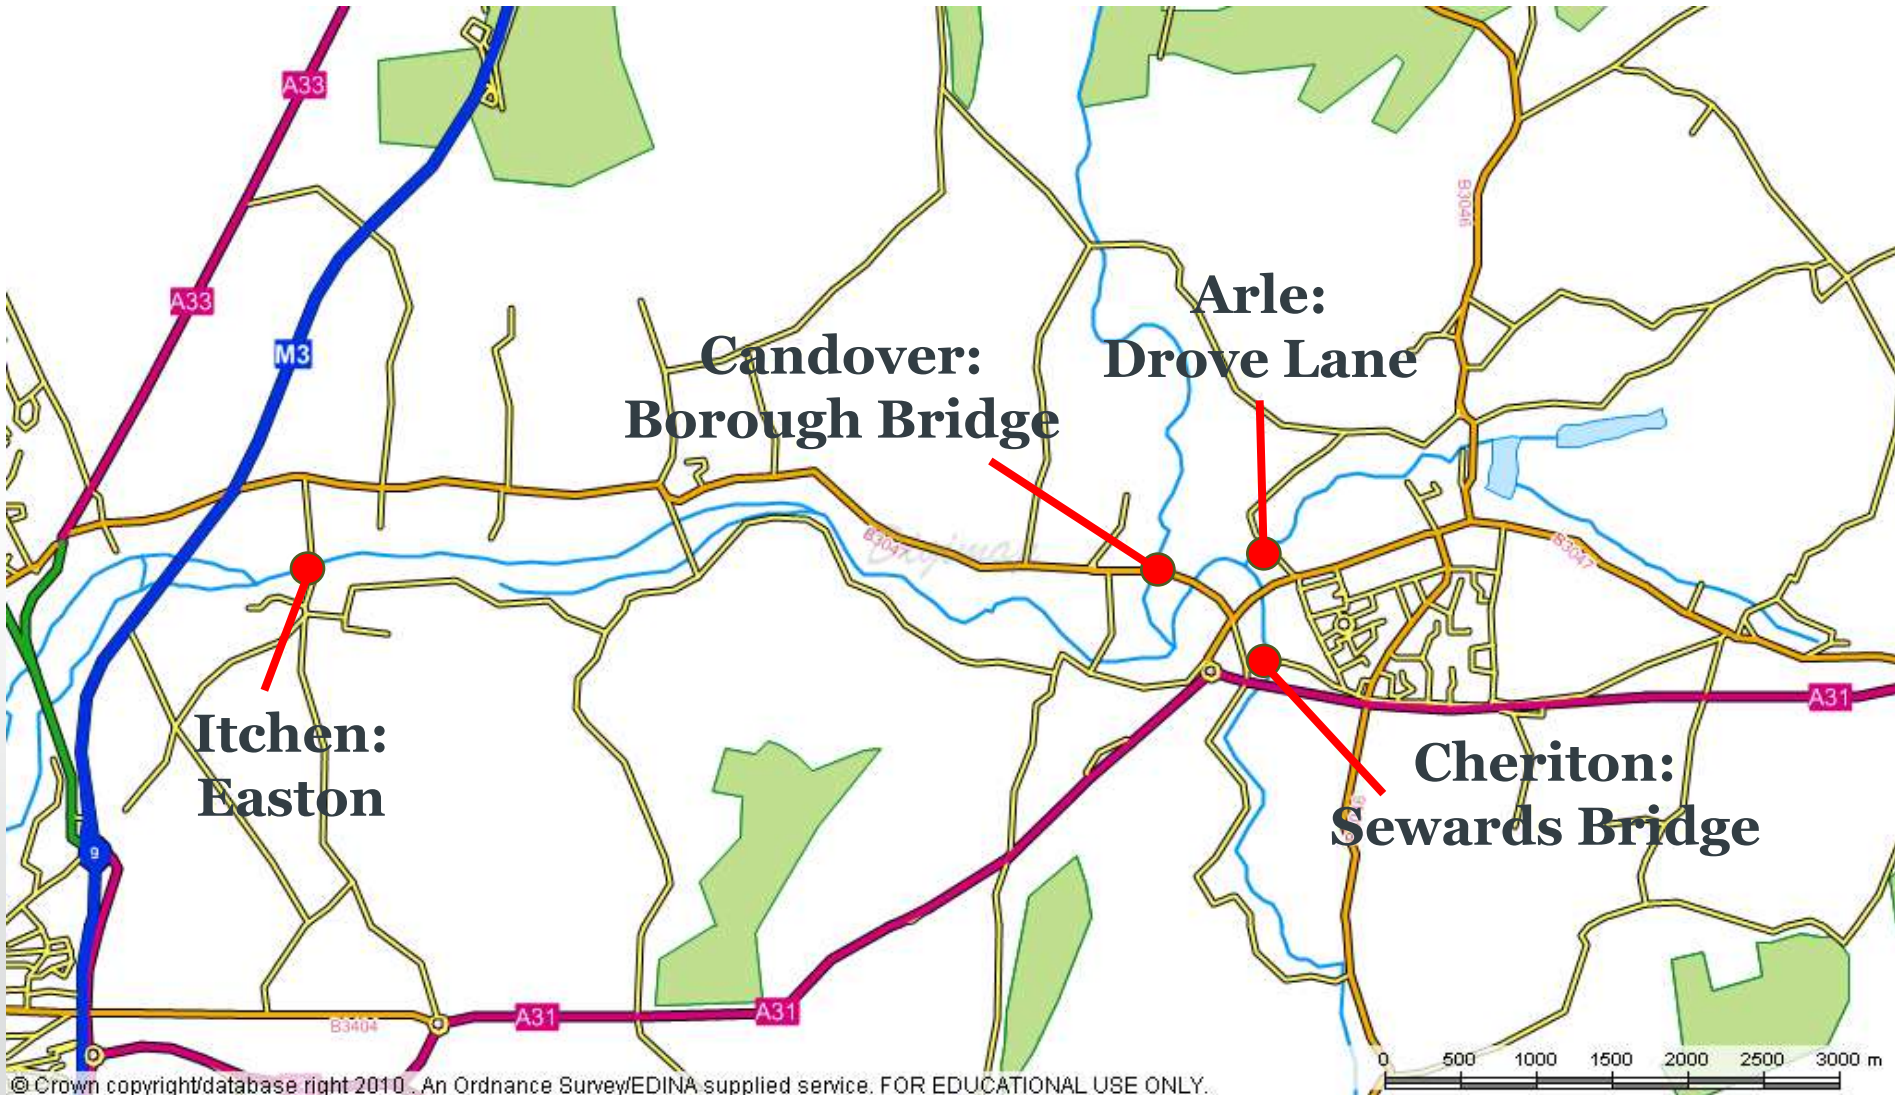 A33
B3046
A33
Arle:
Drove Lane
M3
Candover:
Borough Bridge
B3047
Digimap
B3047
Itchen:
Easton
A31
Cheriton:
Sewards Bridge
9
A31
A31
B3404
0 500 1000 1500 2000 2500 3000 m
© Crown copyright/database right 2010 . An Ordnance Survey/EDINA supplied service. FOR EDUCATIONAL USE ONLY.